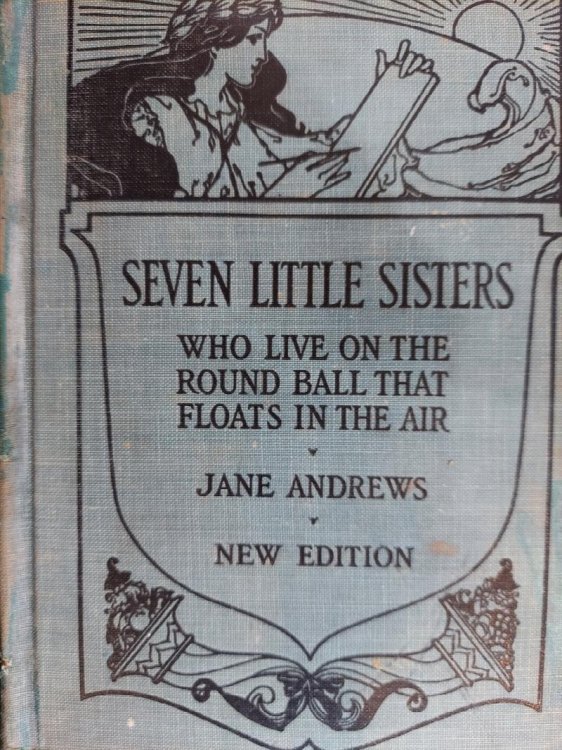 SEVEN LITTLE SISTERS
WHO LIVE ON THE
ROUND BALL THAT
FLOATS IN THE AIR
JANE ANDREWS
NEW EDITION